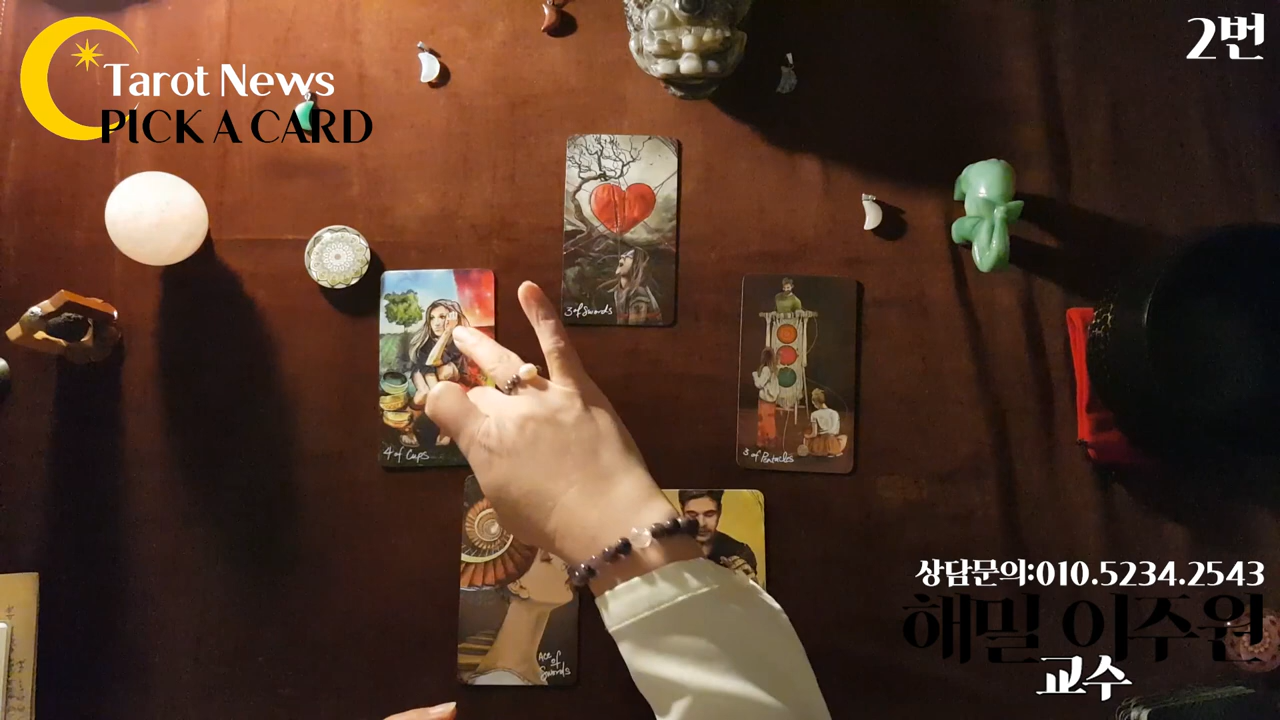 Tarot News
PICK A CARD
2번
3 of Swords
4 of Cups
3 of Pentacles
Ace
of
Swords
상담문의:010.5234.2543
해밀 이주원
교수